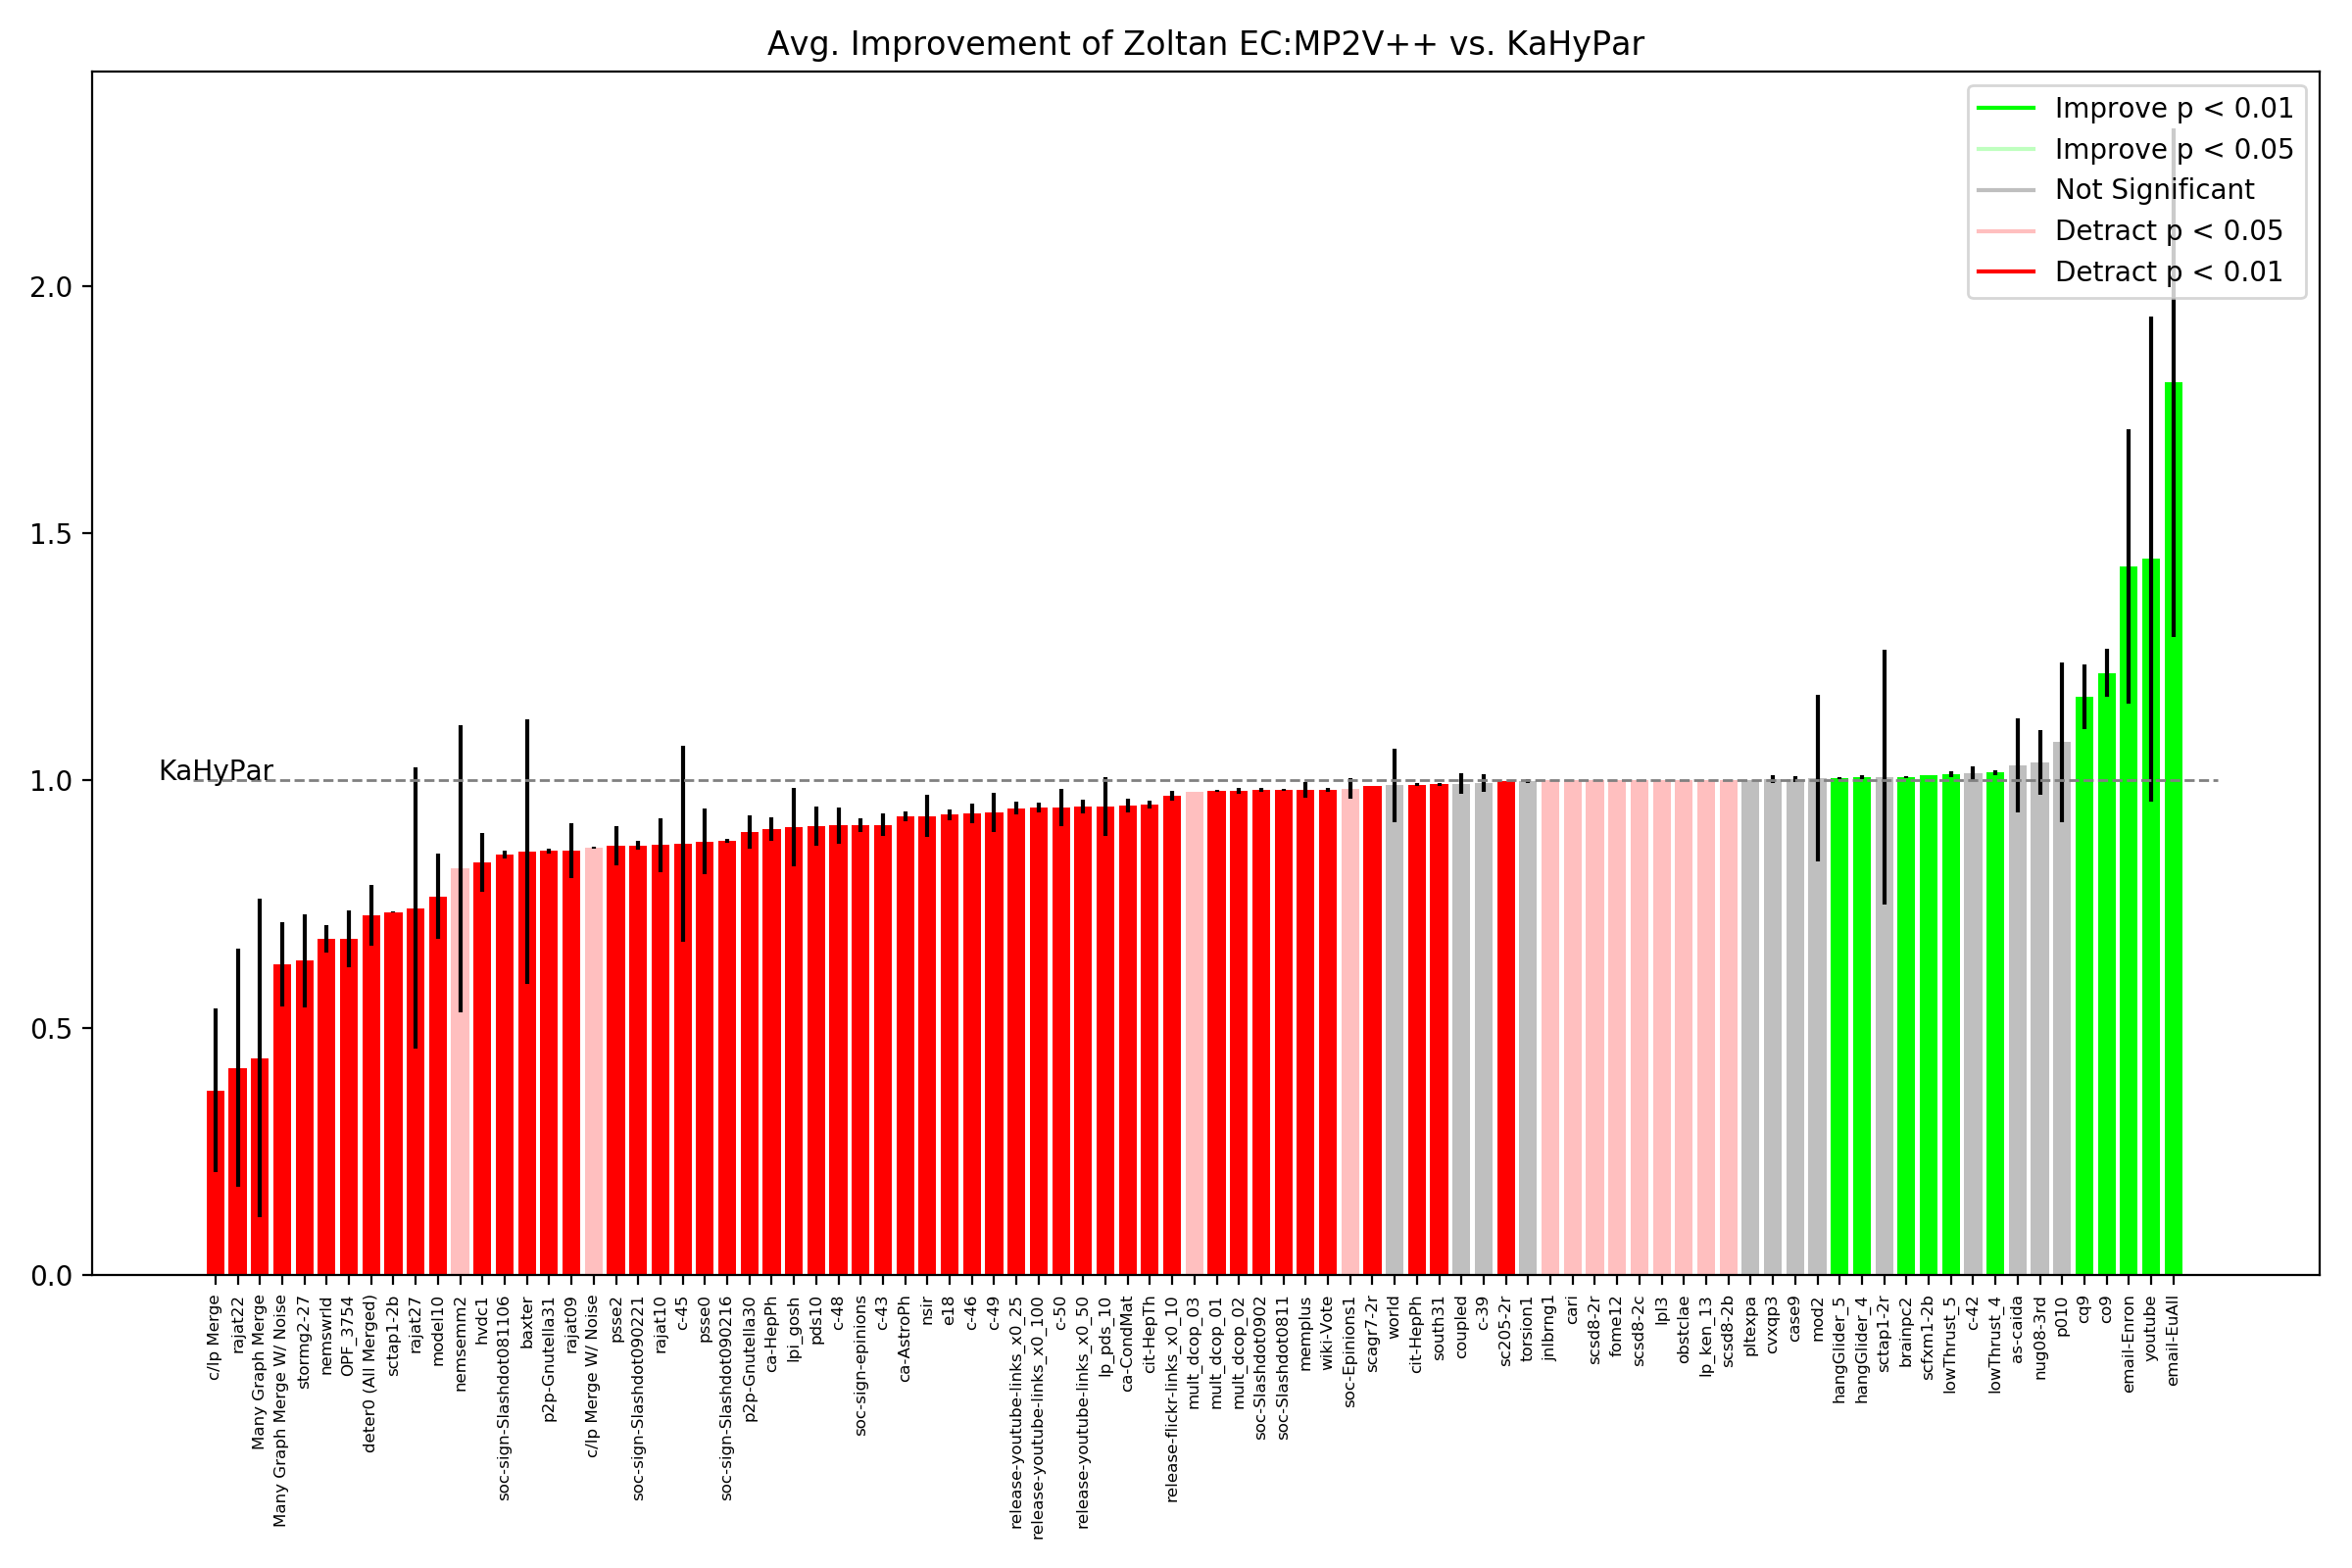 Avg. Improvement of Zoltan EC:MP2V++ vs. KaHyPar
Improve p < 0.01
Improve p < 0.05
Not Significant
Detract p < 0.05
Detract p < 0.01
2.0
1.5
1.0
0.5
0.0
KaHyPar
c/lp Merge
rajat22
Many Graph Merge
Many Graph Merge W/ Noise
stormg2-27
nemswrld
OPF_3754
deter0 (All Merged)
sctap1-2b
rajat27
model10
nemsemm2
hvdc1
soc-sign-Slashdot081106
baxter
p2p-Gnutella31
rajat09
c/lp Merge W/ Noise
psse2
soc-sign-Slashdot090221
rajat10
c-45
psse0
soc-sign-Slashdot090216
p2p-Gnutella30
ca-HepPh
lpi_gosh
pds10
c-48
soc-sign-epinions
c-43
ca-AstroPh
nsir
e18
c-46
c-49
release-youtube-links_x0_25
release-youtube-links_x0_100
c-50
release-youtube-links_x0_50
lp_pds_10
ca-CondMat
cit-HepTh
release-flickr-links_x0_10
mult_dcop_03
mult_dcop_01
mult_dcop_02
soc-Slashdot0902
soc-Slashdot0811
memplus
wiki-Vote
soc-Epinions1
scagr7-2r
world
cit-HepPh
south31
coupled
c-39
sc205-2r
torsion1
jnlbrng1
cari
scsd8-2r
fome12
scsd8-2c
lpl3
obstclae
lp_ken_13
scsd8-2b
pltexpa
cvxqp3
case9
mod2
hangGlider_5
hangGlider_4
sctap1-2r
brainpc2
scfxm1-2b
lowThrust_5
c-42
lowThrust_4
as-caida
nug08-3rd
p010
cq9
co9
email-Enron
youtube
email-EuAll